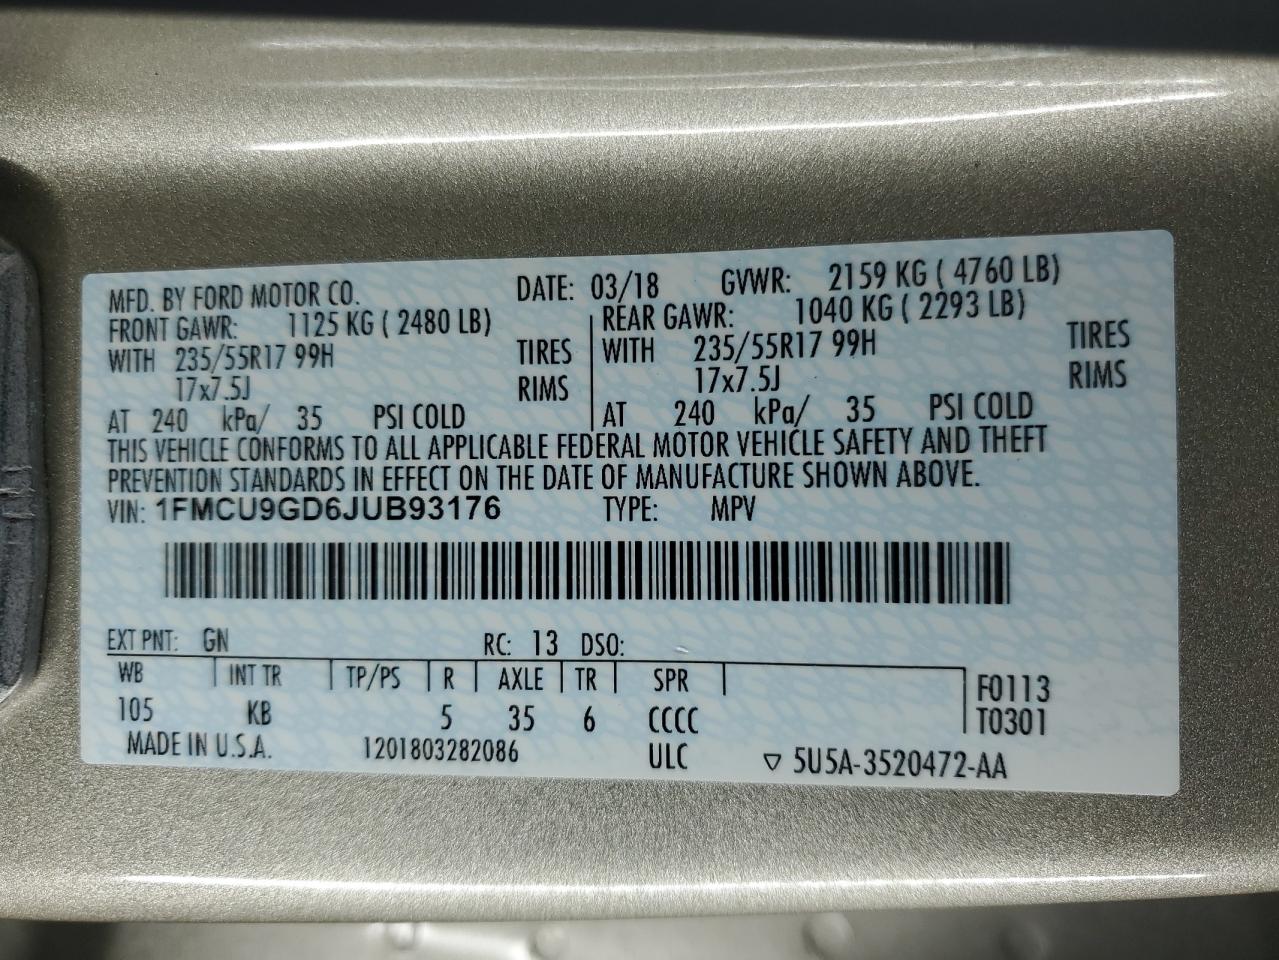 MFD. BY FORD MOTOR CO. DATE: 03/18 GVWR: 2159 KG ( 4760 LB)
FRONT GAWR: 1125 KG ( 2480 LB) REAR GAWR: 1040 KG ( 2293 LB)
WITH 235/55R17 99H TIRES WITH 235/55R17 99H TIRES
17x7.5J RIMS 17x7.5J RIMS
AT 240 kPa/ 35 PSI COLD AT 240 kPa/ 35 PSI COLD
THIS VEHICLE CONFORMS TO ALL APPLICABLE FEDERAL MOTOR VEHICLE SAFETY AND THEFT
PREVENTION STANDARDS IN EFFECT ON THE DATE OF MANUFACTURE SHOWN ABOVE.
VIN: 1FMCU9GD6JUB93176 TYPE: MPV
EXT PNT: GN RC: 13 DSO:
WB INT TR TP/PS R AXLE TR SPR F0113
105 KB 5 35 6 CCCC T0301
MADE IN U.S.A. 1201803282086 ULC ▽ 5U5A-3520472-AA